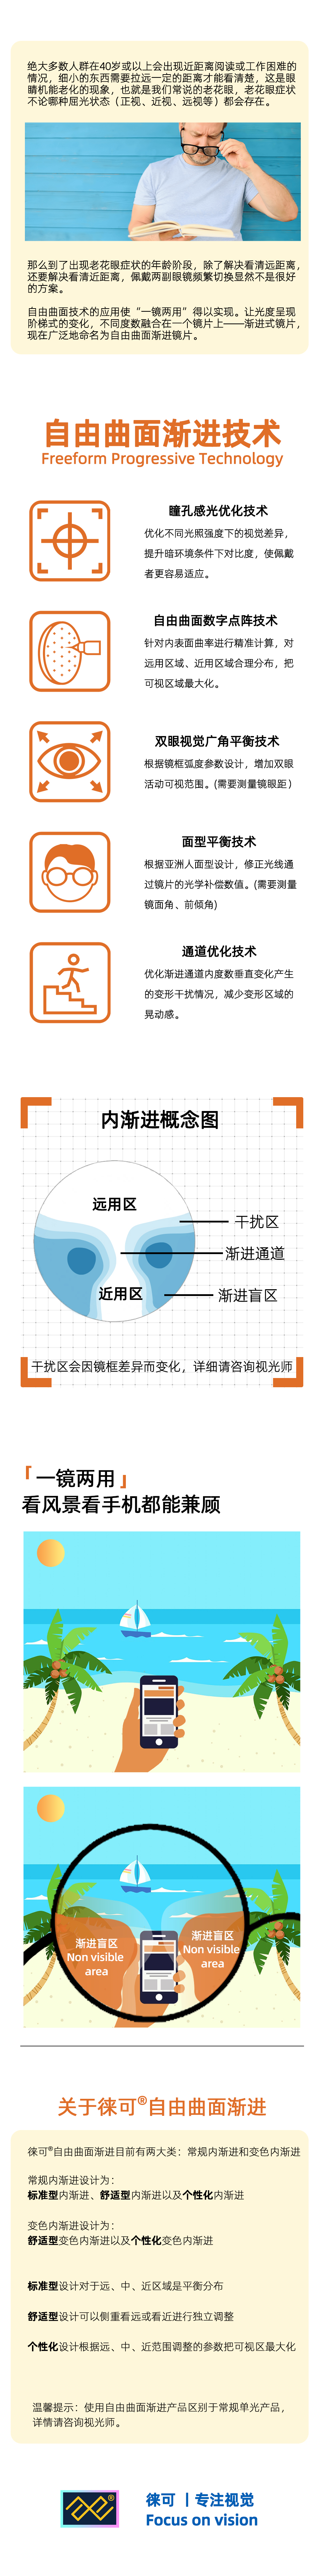 绝大多数人群在40岁或以上会出现近距离阅读或工作困难的
情况，细小的东西需要拉远一定的距离才能看清楚，这是眼
睛机能老化的现象，也就是我们常说的老花眼，老花眼症状
不论哪种屈光状态（正视、近视、远视等）都会存在。
那么到了出现老花眼症状的年龄阶段，除了解决看清远距离，
还要解决看清近距离，佩戴两副眼镜频繁切换显然不是很好
的方案。
自由曲面技术的应用使“一镜两用”得以实现。让光度呈现
阶梯式的变化，不同度数融合在一个镜片上——渐进式镜片，
现在广泛地命名为自由曲面渐进镜片。
自由曲面渐进技术
Freeform Progressive Technology
瞳孔感光优化技术
优化不同光照强度下的视觉差异，
提升暗环境条件下对比度，使佩戴
者更容易适应。
自由曲面数字点阵技术
针对内表面曲率进行精准计算，对
远用区域、近用区域合理分布，把
可视区域最大化。
双眼视觉广角平衡技术
根据镜框弧度参数设计，增加双眼
活动可视范围。(需要测量镜眼距）
面型平衡技术
根据亚洲人面型设计，修正光线通
过镜片的光学补偿数值。(需要测量
镜面角、前倾角)
通道优化技术
优化渐进通道内度数垂直变化产生
的变形干扰情况，减少变形区域的
晃动感。
内渐进概念图
远用区
干扰区
渐进通道
近用区
渐进盲区
干扰区会因镜框差异而变化，详细请咨询视光师
「一镜两用」
看风景看手机都能兼顾
渐进盲区
Non visible
area
渐进盲区
Non visible
area
关于徕可®自由曲面渐进
徕可®自由曲面渐进目前有两大类：常规内渐进和变色内渐进
常规内渐进设计为：
标准型内渐进、舒适型内渐进以及个性化内渐进
变色内渐进设计为：
舒适型变色内渐进以及个性化变色内渐进
标准型设计对于远、中、近区域是平衡分布
舒适型设计可以侧重看远或看近进行独立调整
个性化设计根据远、中、近范围调整的参数把可视区最大化
温馨提示：使用自由曲面渐进产品区别于常规单光产品，
详情请咨询视光师。
徕可 丨专注视觉
Focus on vision